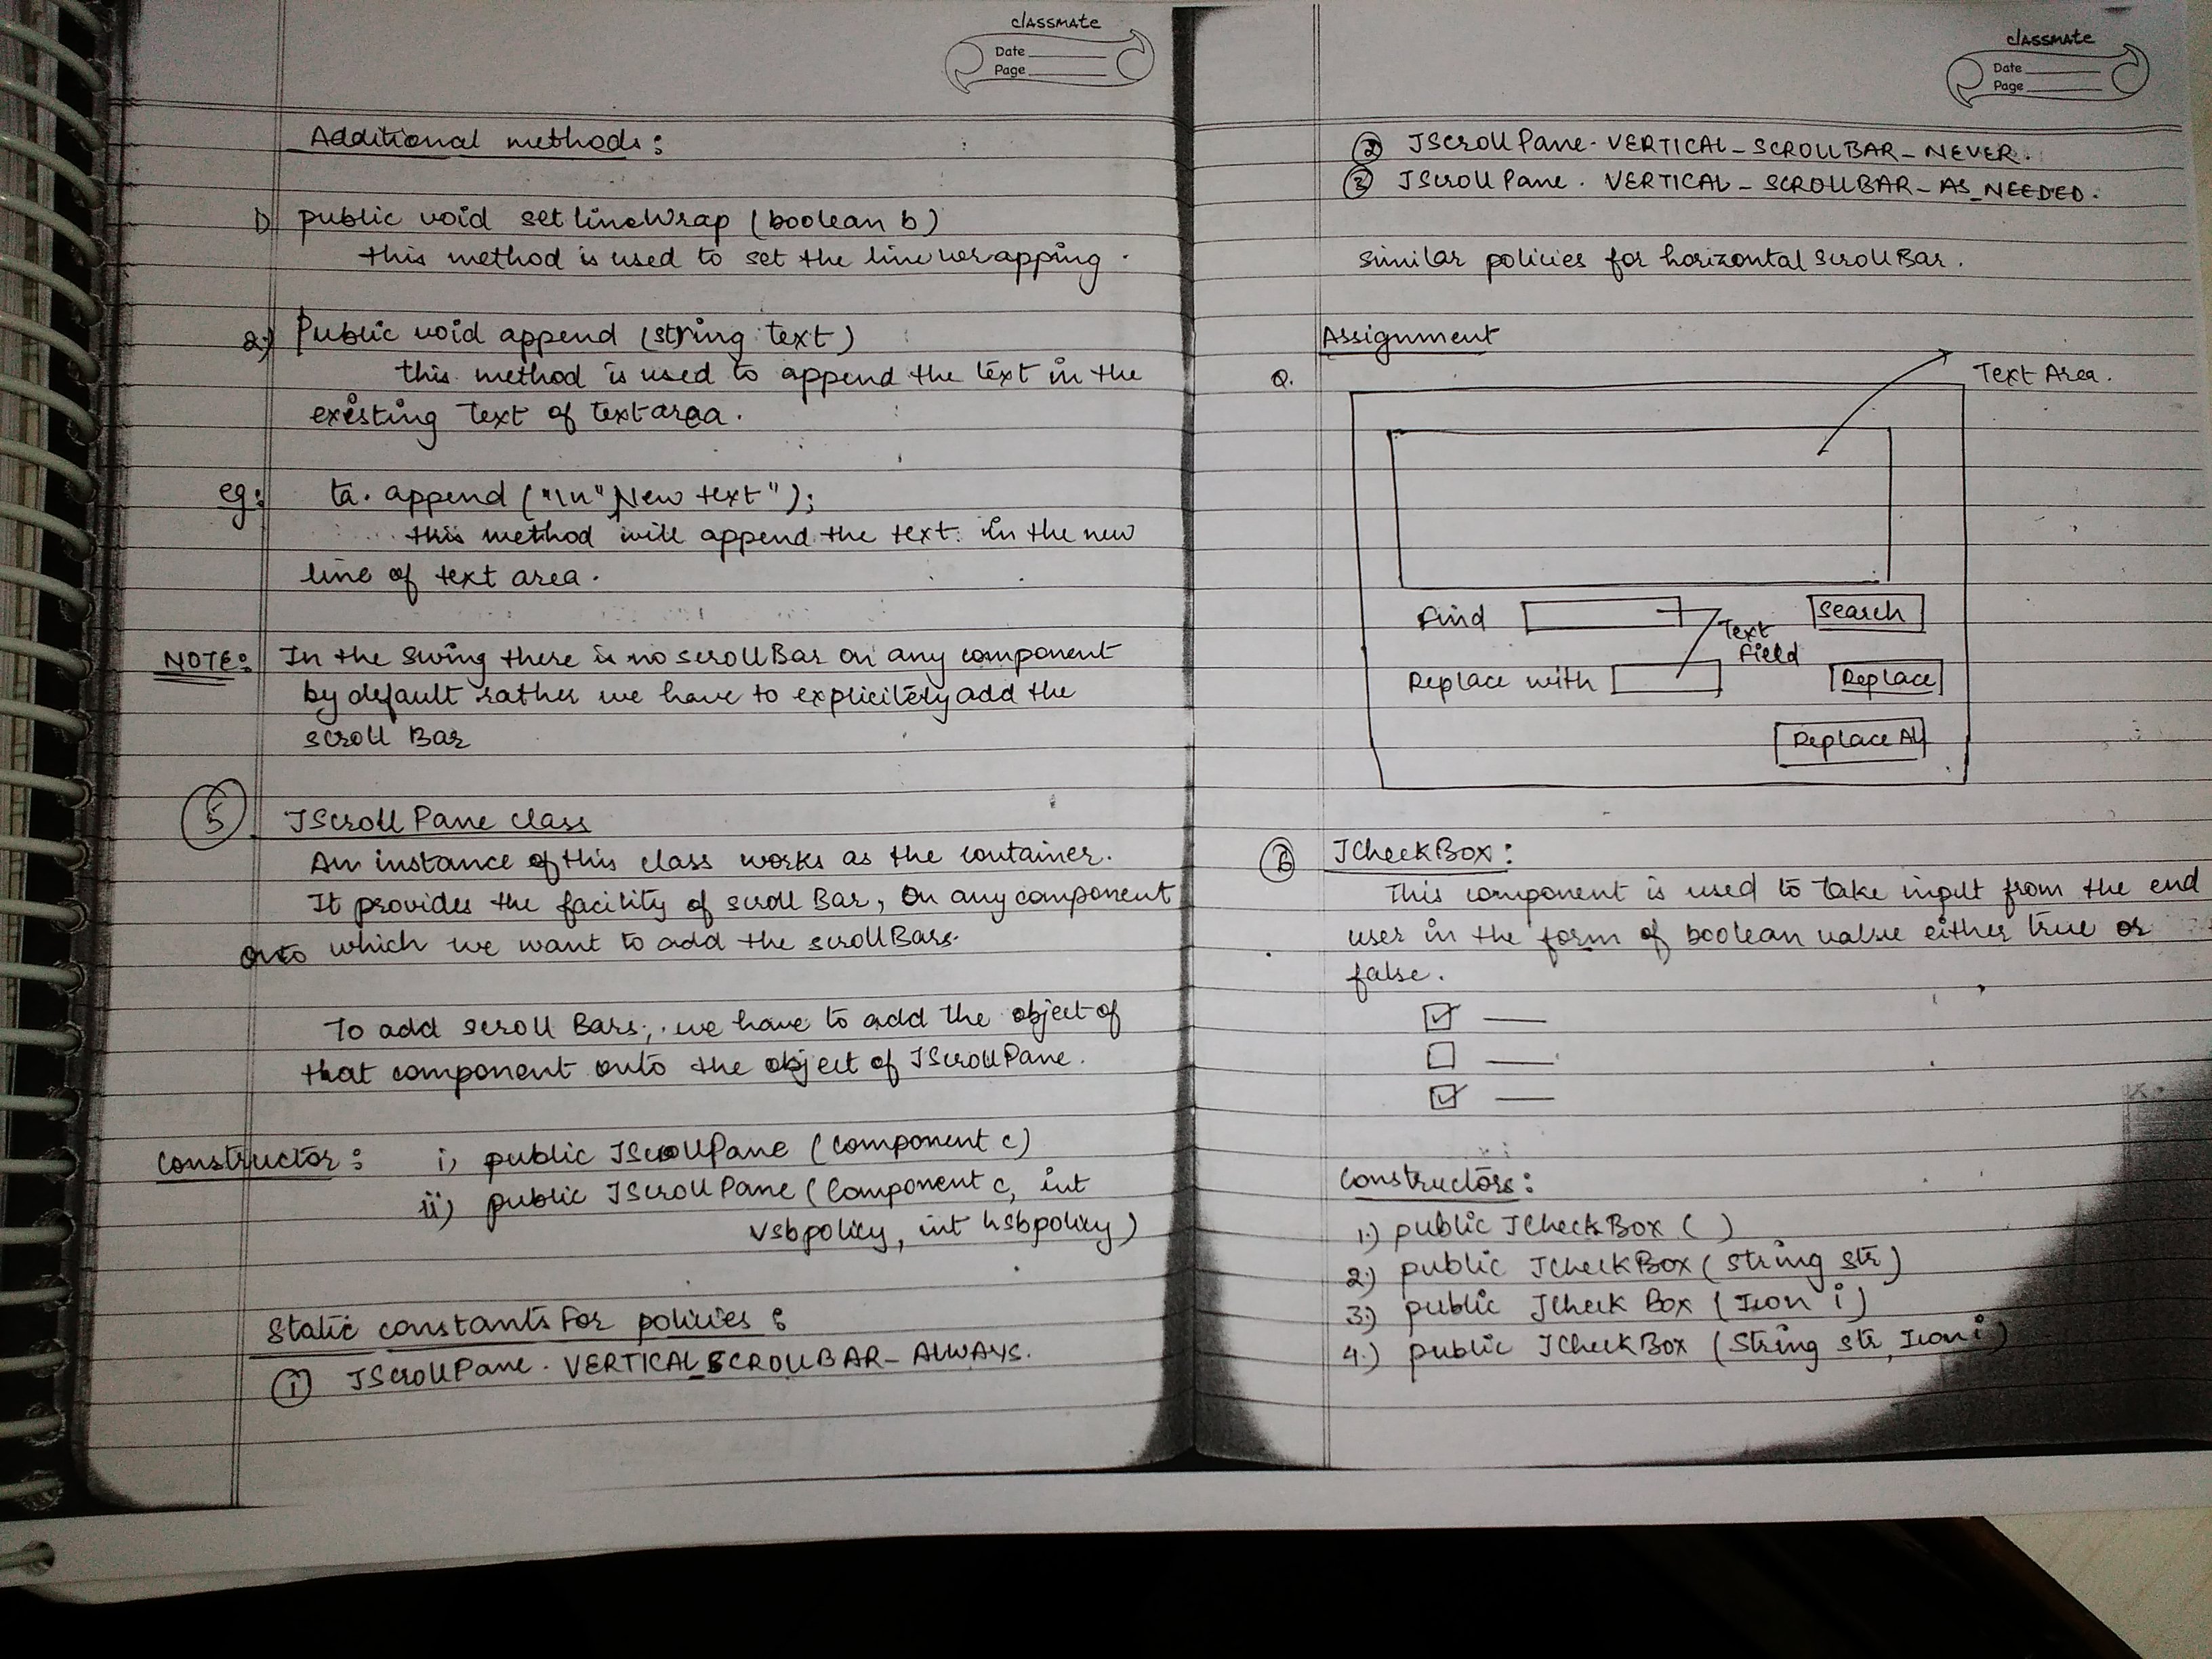 classmate
Date
Page
Additional methods :
1) public void setlineWrap (boolean b)
this method is used to set the line werapping .
2.) Public void append (string text)
this method is used to append the text in the
existing Text of textarea .
eg: ta. append ("\n" New text" );
this method will append the text in the new
line of text area .
NOTE: In the swing there is no scrollBar on any component
by default rather we have to explicitely add the
scroll Bar
5. JScroll Pane class
An instance of this class works as the container.
It provides the facility of scroll Bar, On any component
onto which we want to add the scrollBars.
To add scroll Bars, we have to add the object of
that component onto the object of JScrollPane.
constructor : i) public JScrollPane (component c)
ii) public JScrollPane (Component c, int
vsbpolicy, int hsbpolicy)
Static constants For policies :
(i) JScrollPane. VERTICAL_SCROLLBAR_ALWAYS.
classmate
Date
Page
(2) JScrollPane. VERTICAL_SCROLLBAR_NEVER.
(3) JScrollPane. VERTICAL_SCROLLBAR_AS_NEEDED.
similar policies for horizontal scrollBar.
Assignment
Q.
Text Area.
Find
Search
Text
field
Replace with
Replace
Replace All
(6) JCheckBox :
This component is used to take input from the end
user in the form of boolean value either true or
false.
Constructors :
1.) public JCheckBox ( )
2.) public JCheckBox (string str)
3.) public JCheck Box (Icon i)
4.) public JCheckBox (String str, Icon i)